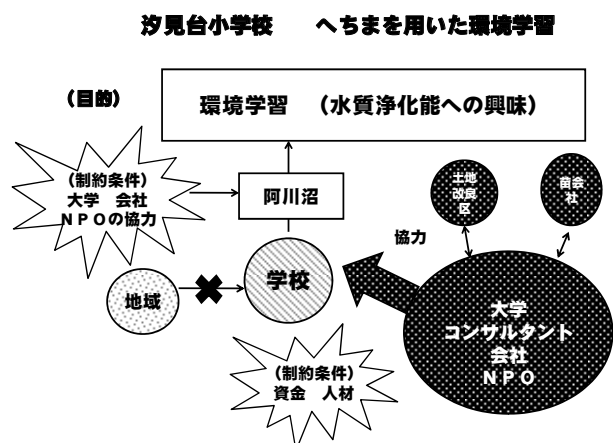 汐見台小学校　　へちまを用いた環境学習
（目的）
環境学習　（水質浄化能への興味）
（制約条件）
大学　会社
ＮＰＯの協力
阿川沼
土地
改良
区
苗会
社
協力
地域
学校
大学
コンサルタント
会社
ＮＰＯ
（制約条件）
資金　人材